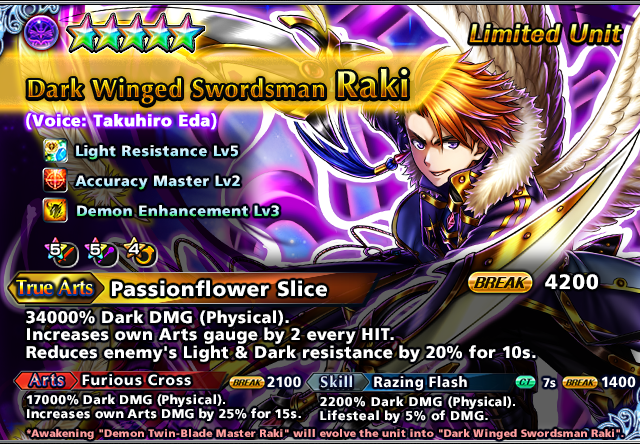 Limited Unit
Dark Winged Swordsman Raki
(Voice: Takuhiro Eda)
Light Resistance Lv5
Accuracy Master Lv2
Demon Enhancement Lv3
5 5 4
True Arts Passionflower Slice BREAK 4200
34000% Dark DMG (Physical).
Increases own Arts gauge by 2 every HIT.
Reduces enemy's Light & Dark resistance by 20% for 10s.
Arts Furious Cross BREAK 2100
17000% Dark DMG (Physical).
Increases own Arts DMG by 25% for 15s.
Skill Razing Flash CT 7s BREAK 1400
2200% Dark DMG (Physical).
Lifesteal by 5% of DMG.
*Awakening "Demon Twin-Blade Master Raki" will evolve the unit into "Dark Winged Swordsman Raki"